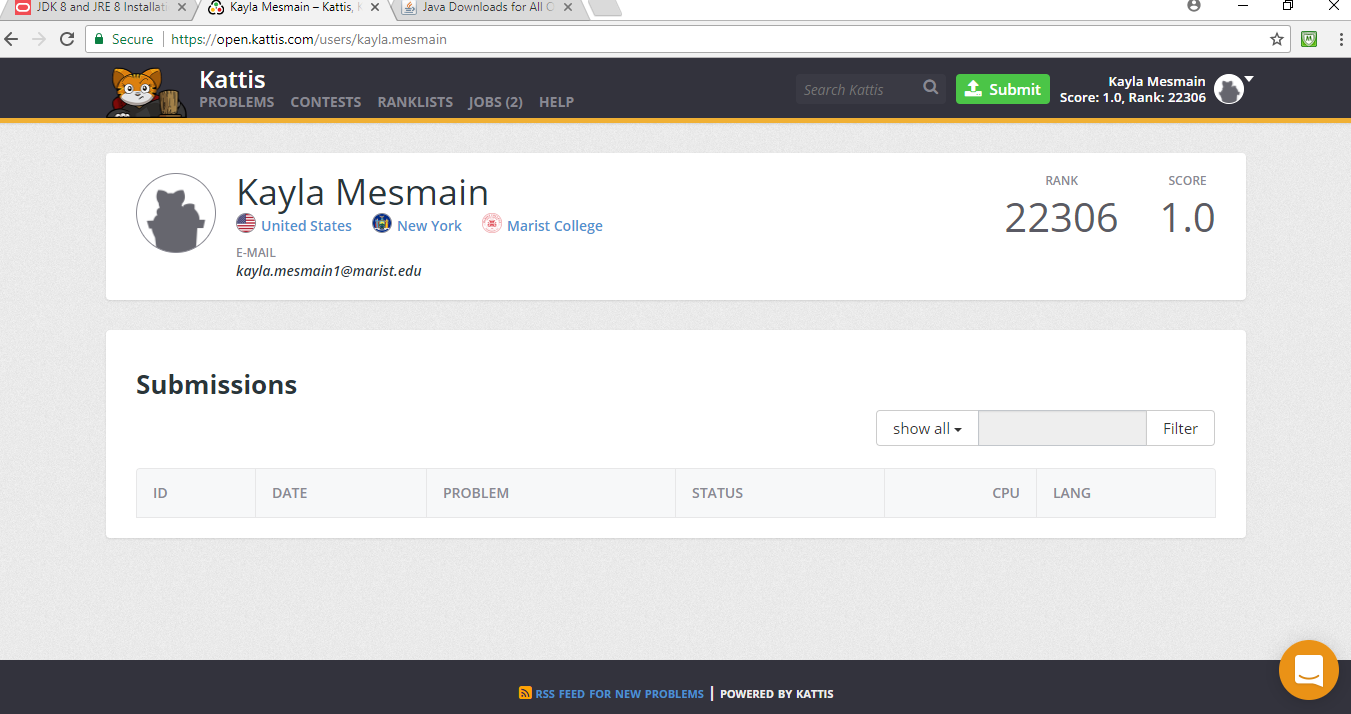 JDK 8 and JRE 8 Installati
Kayla Mesmain – Kattis,
Java Downloads for All O
Secure https://open.kattis.com/users/kayla.mesmain
Kattis
PROBLEMS CONTESTS RANKLISTS JOBS (2) HELP
Search Kattis
Submit
Kayla Mesmain
Score: 1.0, Rank: 22306
Kayla Mesmain
United States New York Marist College
E-MAIL
kayla.mesmain1@marist.edu
RANK SCORE
22306 1.0
Submissions
show all Filter
ID DATE PROBLEM STATUS CPU LANG
RSS FEED FOR NEW PROBLEMS | POWERED BY KATTIS